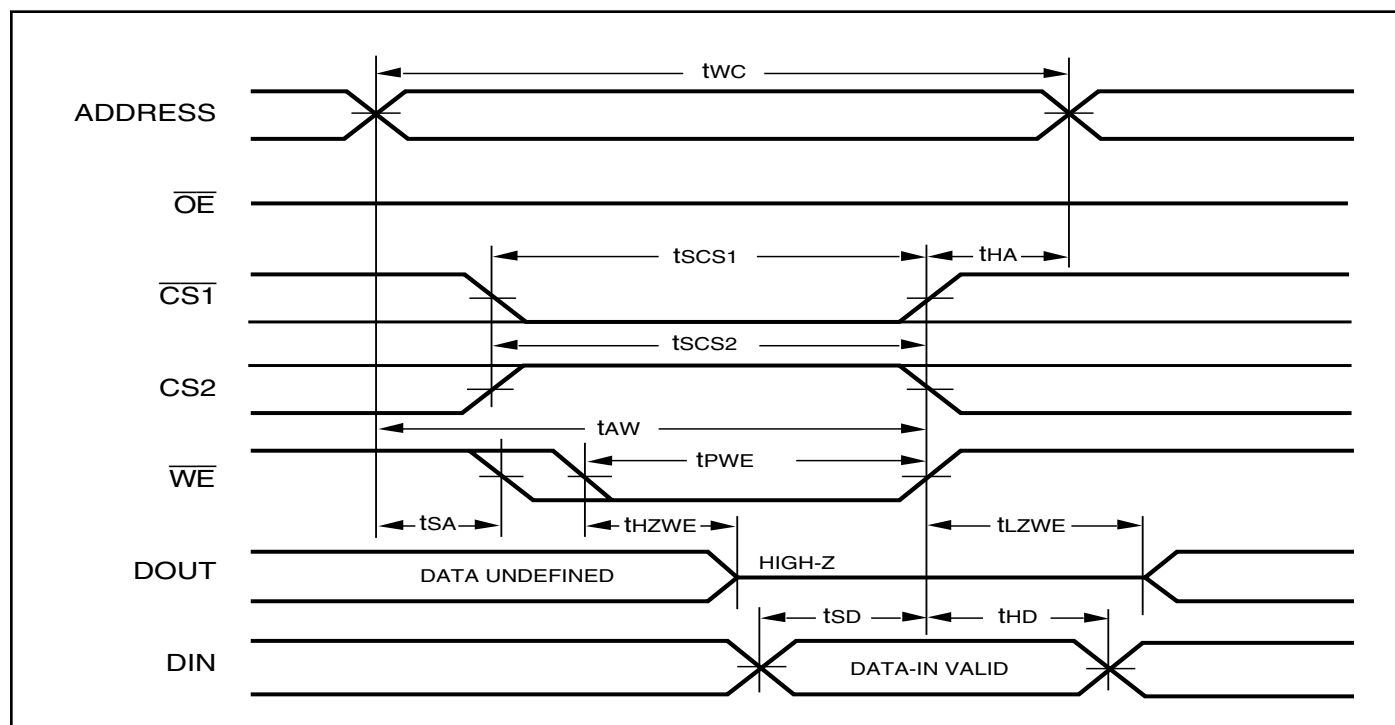 tWC
ADDRESS
OE
tSCS1
tHA
CS1
tSCS2
CS2
tAW
WE
tPWE
tSA
tHZWE
tLZWE
DOUT
DATA UNDEFINED
HIGH-Z
tSD
tHD
DIN
DATA-IN VALID